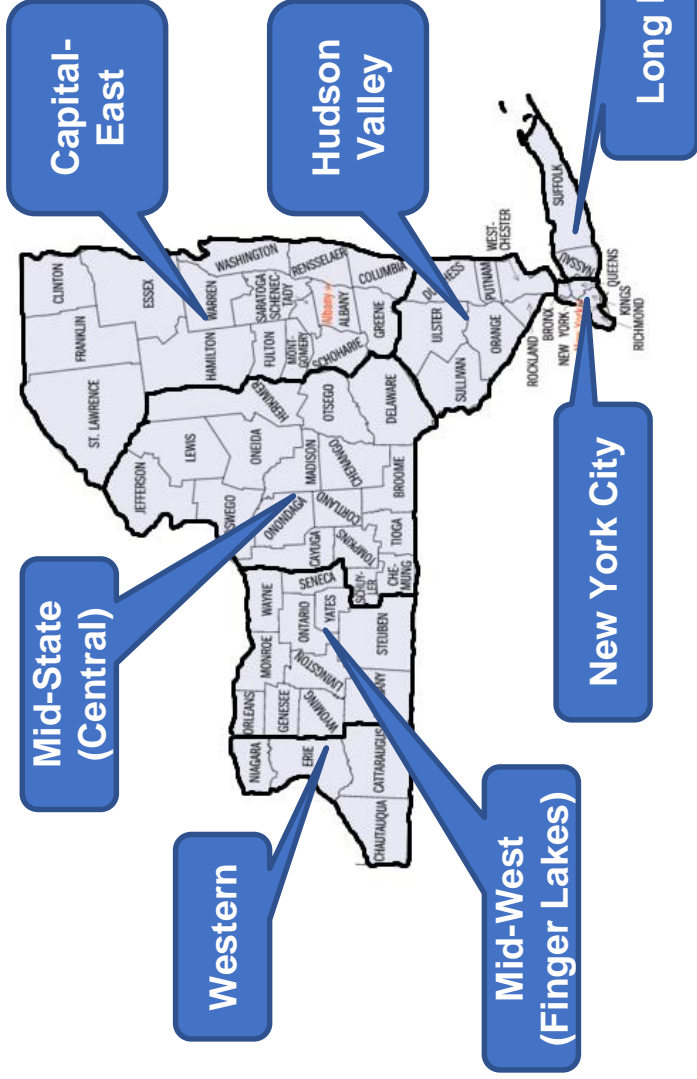 Capital-
East
Hudson
Valley
Long
Mid-State
(Central)
New York City
Western
Mid-West
(Finger Lakes)
CLINTON
FRANKLIN
ST. LAWRENCE
ESSEX
JEFFERSON
LEWIS
HAMILTON
WARREN
WASHINGTON
HERKIMER
ONEIDA
SWEGO
FULTON
SARATOGA
MONT-
GOMERY
SCHENEC-
TADY
RENSSELAER
Albany
ALBANY
SCHOHARIE
OTSEGO
MADISON
ONONDAGA
CAYUGA
CORTLAND
CHENANGO
GREENE
COLUMBIA
DELAWARE
BROOME
TIOGA
TOMPKINS
SCHUY-
LER
CHE-
MUNG
SENECA
WAYNE
ONTARIO
YATES
MONROE
ORLEANS
GENESEE
LIVINGSTON
WYOMING
STEUBEN
ANY
NIAGARA
ERIE
CATTARAUGUS
CHAUTAUQUA
ULSTER
SULLIVAN
ORANGE
PUTNAM
WEST-
CHESTER
ROCKLAND
BRONX
NEW YORK
QUEENS
KINGS
RICHMOND
NASSAU
SUFFOLK